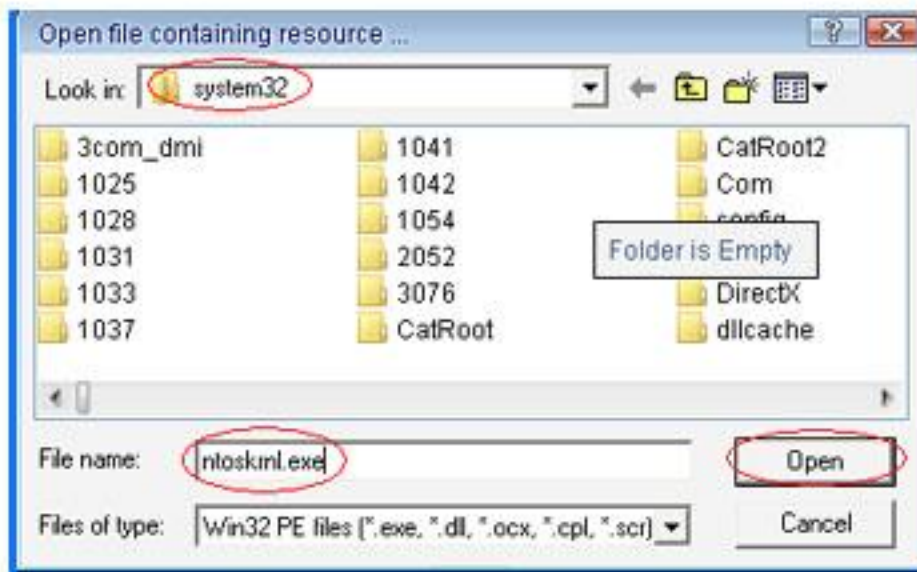 Open file containing resource ...
Look in: system32
3com_dmi
1025
1028
1031
1033
1037
1041
1042
1054
2052
3076
CatRoot
CatRoot2
Com
config
Folder is Empty
DirectX
dllcache
File name: ntoskrnl.exe Open
Files of type: Win32 PE files (*.exe, *.dll, *.ocx, *.cpl, *.scr) Cancel